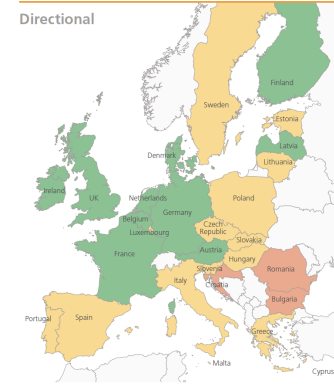 Directional
Finland
Sweden
Estonia
Latvia
Denmark
Lithuania
Ireland
UK
Netherlands
Poland
Germany
Belgium
Luxembourg
Czech
Republic
Slovakia
France
Austria
Hungary
Slovenia
Romania
Croatia
Italy
Bulgaria
Portugal
Spain
Greece
Malta
Cyprus